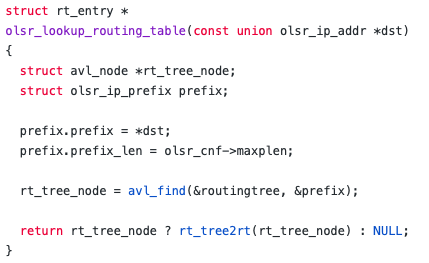 struct rt_entry *
olsr_lookup_routing_table(const union olsr_ip_addr *dst)
{
  struct avl_node *rt_tree_node;
  struct olsr_ip_prefix prefix;

  prefix.prefix = *dst;
  prefix.prefix_len = olsr_cnf->maxplen;

  rt_tree_node = avl_find(&routingtree, &prefix);

  return rt_tree_node ? rt_tree2rt(rt_tree_node) : NULL;
}